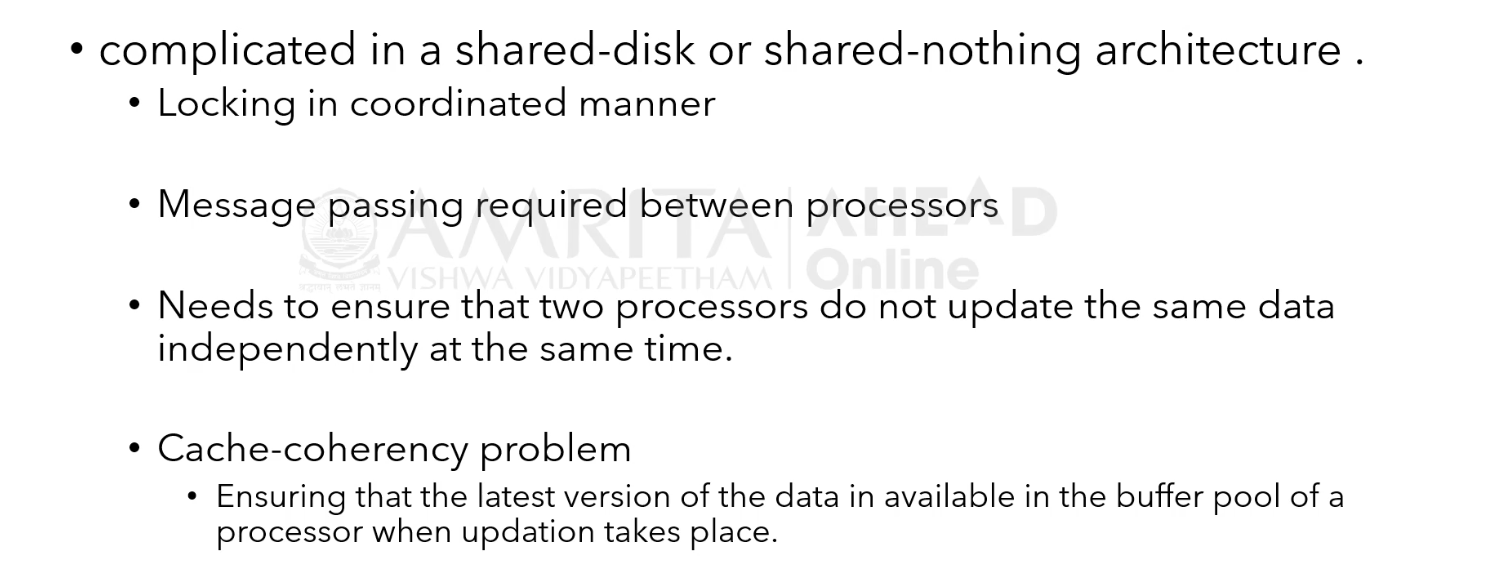 • complicated in a shared-disk or shared-nothing architecture .
• Locking in coordinated manner
• Message passing required between processors
AMRITA AHEAD
VISHWA VIDYAPEETHAM Online
• Needs to ensure that two processors do not update the same data
independently at the same time.
• Cache-coherency problem
• Ensuring that the latest version of the data in available in the buffer pool of a
processor when updation takes place.